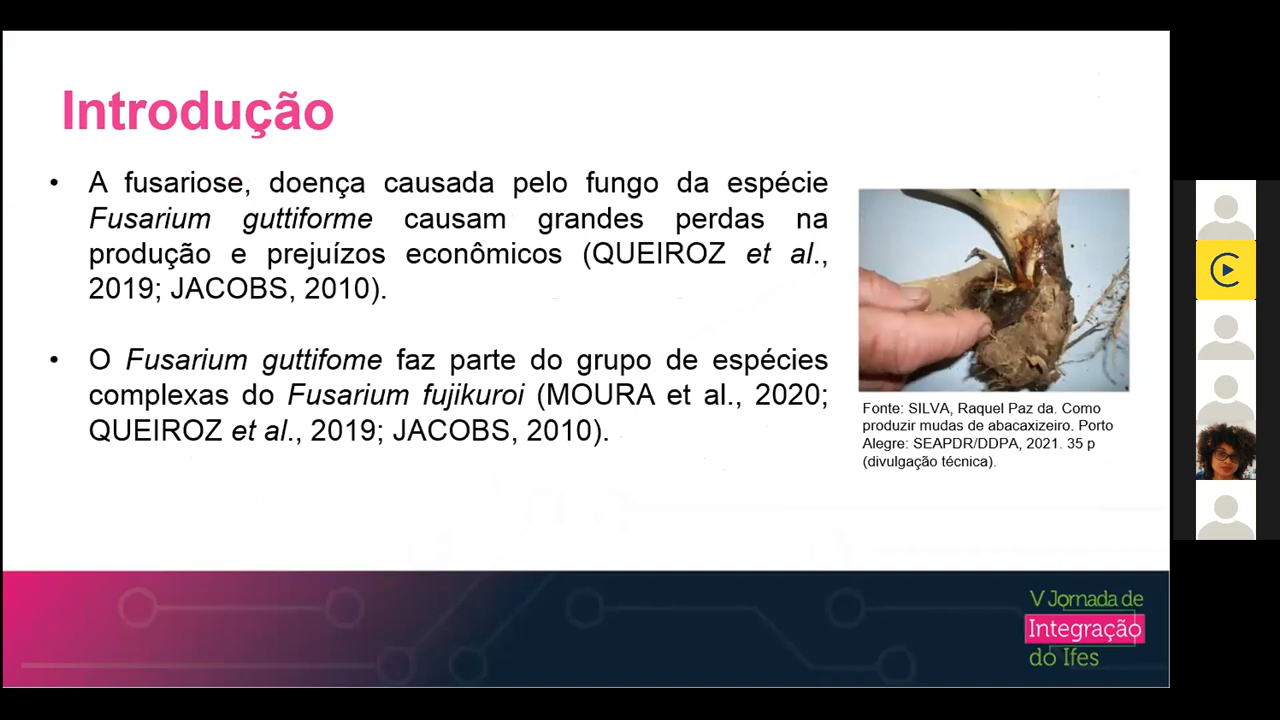 Introdução
• A fusariose, doença causada pelo fungo da espécie
Fusarium guttiforme causam grandes perdas na
produção e prejuízos econômicos (QUEIROZ et al.,
2019; JACOBS, 2010).
• O Fusarium guttifome faz parte do grupo de espécies
complexas do Fusarium fujikuroi (MOURA et al., 2020;
QUEIROZ et al., 2019; JACOBS, 2010).
Fonte: SILVA, Raquel Paz da. Como
produzir mudas de abacaxizeiro. Porto
Alegre: SEAPDR/DDPA, 2021. 35 p
(divulgação técnica).
V Jornada de
Integração
do Ifes